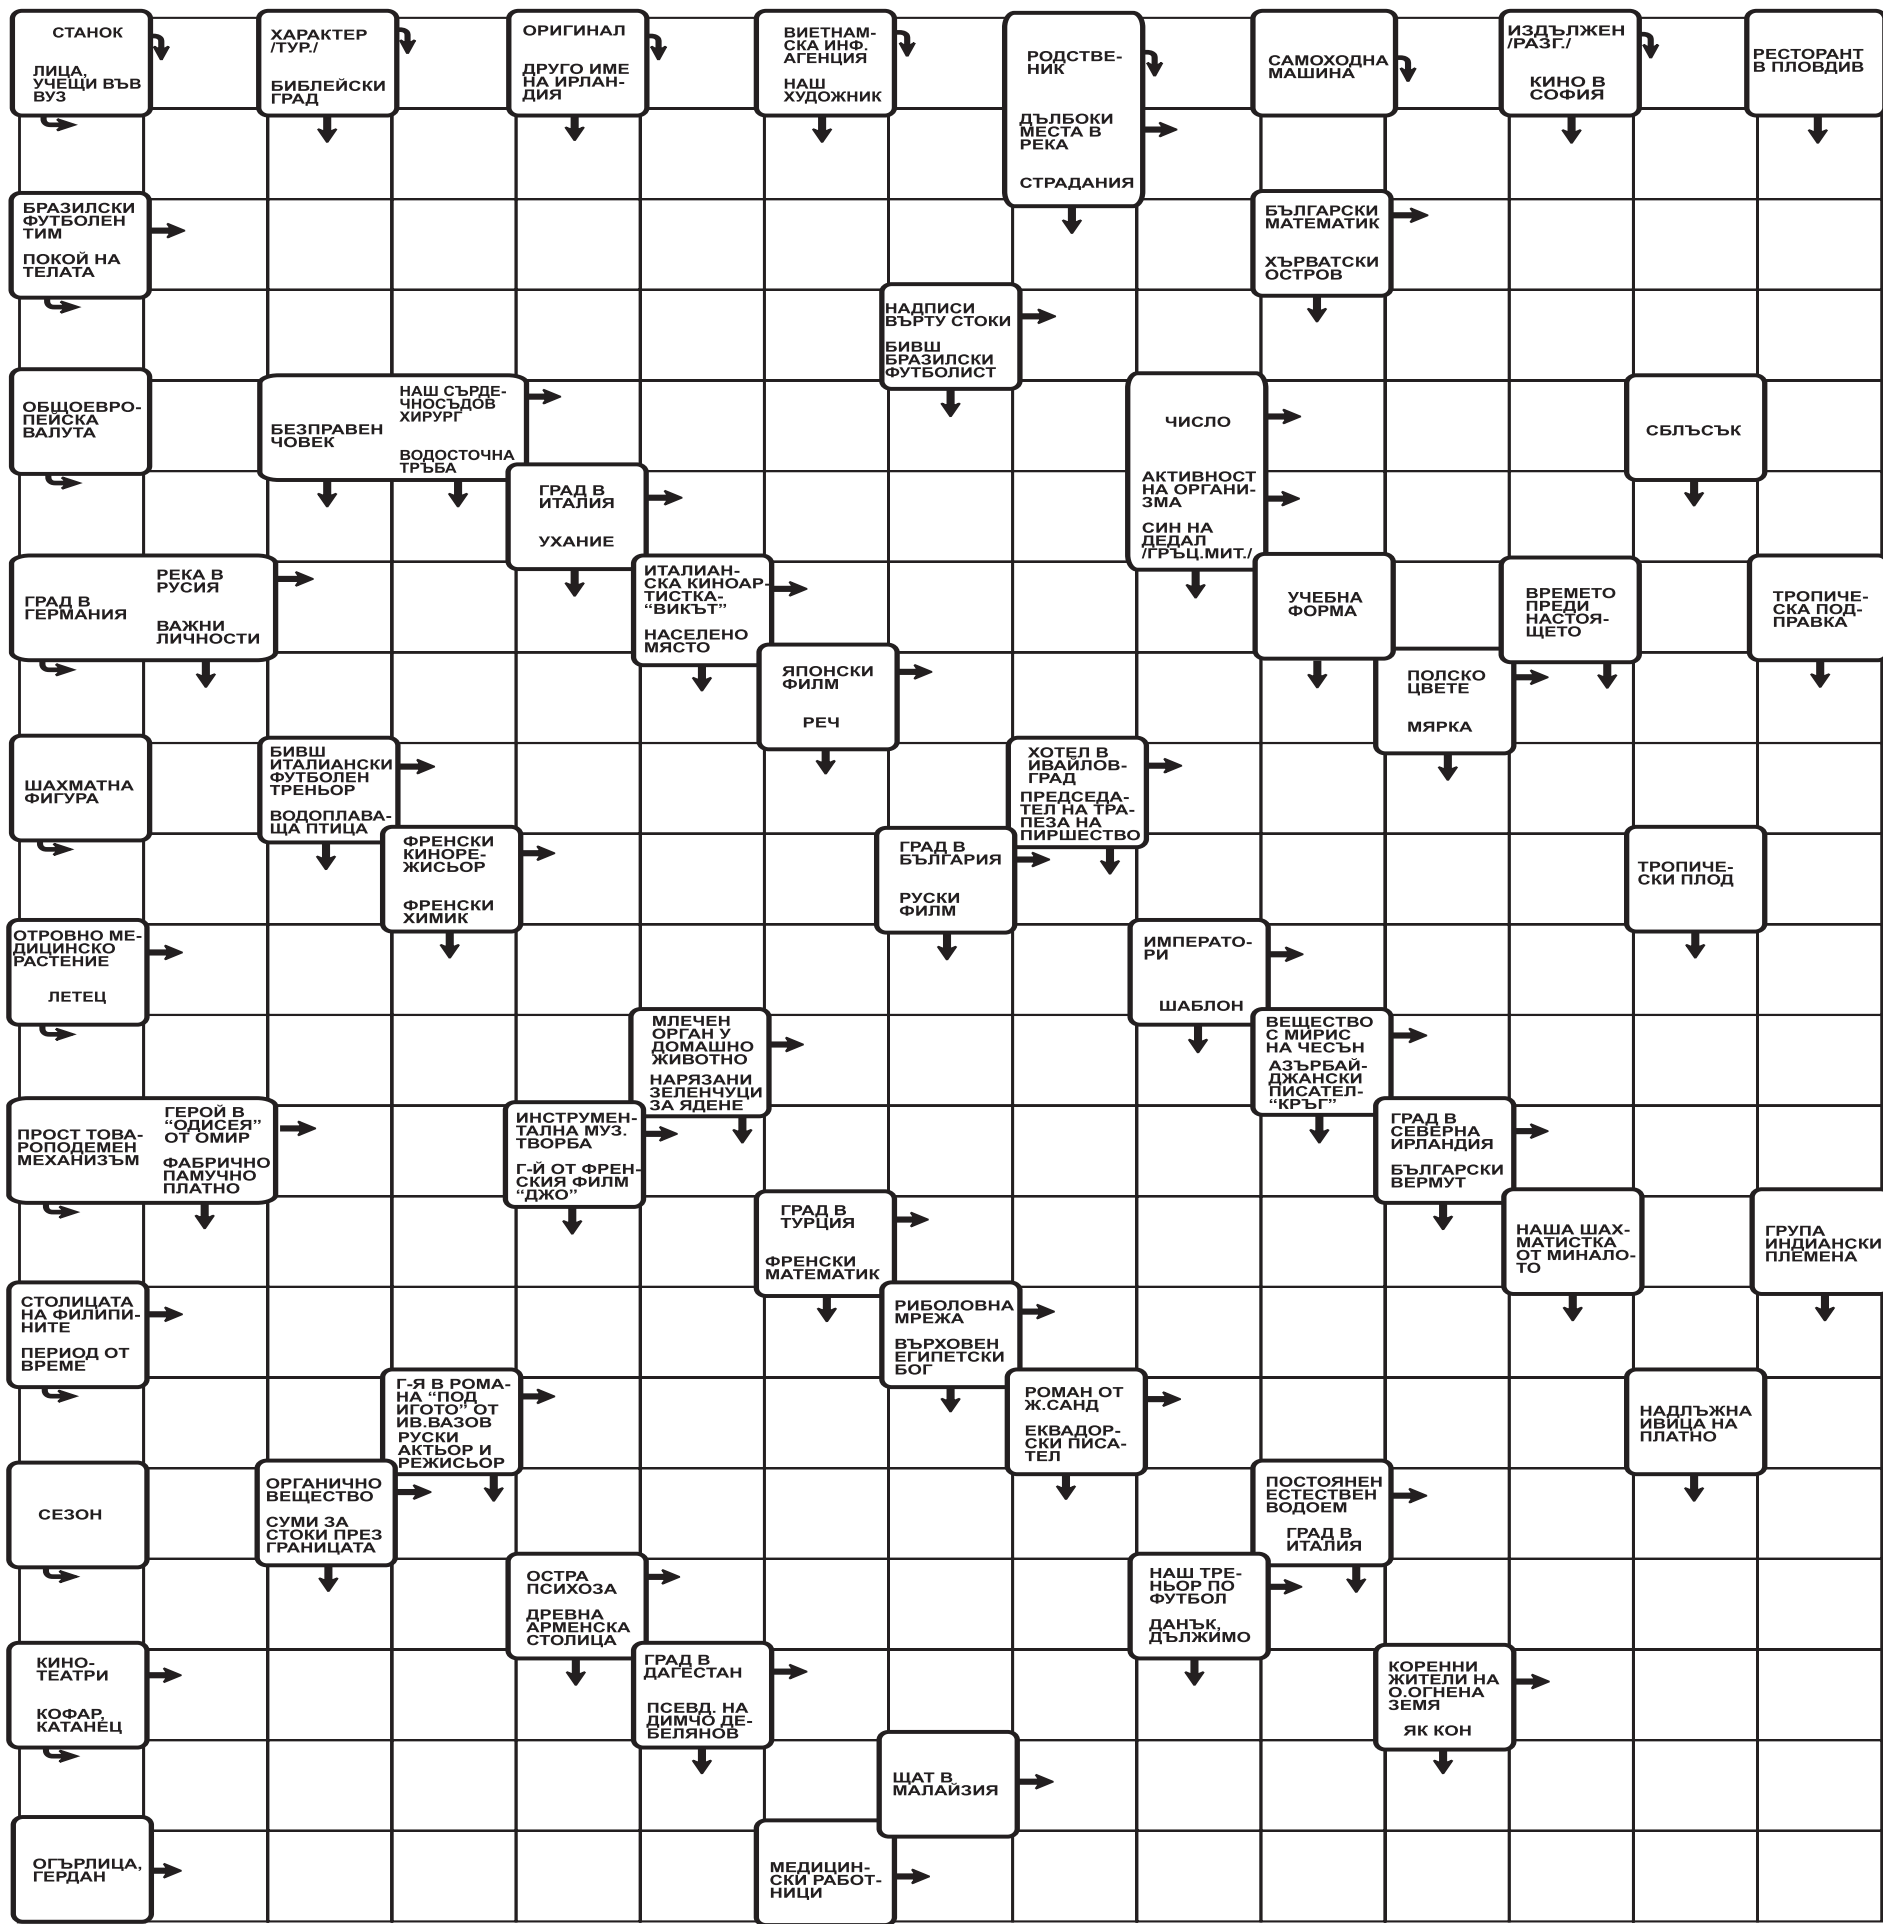 СТАНОК
ЛИЦА,
УЧЕЩИ ВЪВ
ВУЗ
ХАРАКТЕР
/ТУР./
БИБЛЕЙСКИ
ГРАД
ОРИГИНАЛ
ДРУГО ИМЕ
НА ИРЛАН-
ДИЯ
ВИЕТНАМ-
СКА ИНФ.
АГЕНЦИЯ
НАШ
ХУДОЖНИК
РОДСТВЕ-
НИК
ДЪЛБОКИ
МЕСТА В
РЕКА
СТРАДАНИЯ
САМОХОДНА
МАШИНА
ИЗДЪЛЖЕН
/РАЗГ./
КИНО В
СОФИЯ
РЕСТОРАНТ
В ПЛОВДИВ
БРАЗИЛСКИ
ФУТБОЛЕН
ТИМ
ПОКОЙ НА
ТЕЛАТА
БЪЛГАРСКИ
МАТЕМАТИК
ХЪРВАТСКИ
ОСТРОВ
НАДПИСИ
ВЪРТУ СТОКИ
БИВШ
БРАЗИЛСКИ
ФУТБОЛИСТ
ОБЩОЕВРО-
ПЕЙСКА
ВАЛУТА
БЕЗПРАВЕН
ЧОВЕК
НАШ СЪРДЕ-
ЧНОСЪДОВ
ХИРУРГ
ВОДОСТОЧНА
ТРЪБА
ЧИСЛО
АКТИВНОСТ
НА ОРГАНИ-
ЗМА
СИН НА
ДЕДАЛ
/ГРЪЦ.МИТ./
СБЛЪСЪК
ГРАД В
ИТАЛИЯ
УХАНИЕ
ГРАД В
ГЕРМАНИЯ
РЕКА В
РУСИЯ
ВАЖНИ
ЛИЧНОСТИ
ИТАЛИАН-
СКА КИНОАР-
ТИСТКА-
“ВИКЪТ”
НАСЕЛЕНО
МЯСТО
УЧЕБНА
ФОРМА
ВРЕМЕТО
ПРЕДИ
НАСТОЯ-
ЩЕТО
ТРОПИЧЕ-
СКА ПОД-
ПРАВКА
ЯПОНСКИ
ФИЛМ
РЕЧ
ПОЛСКО
ЦВЕТЕ
МЯРКА
ШАХМАТНА
ФИГУРА
БИВШ
ИТАЛИАНСКИ
ФУТБОЛЕН
ТРЕНЬОР
ВОДОПЛАВА-
ЩА ПТИЦА
ХОТЕЛ В
ИВАЙЛОВ-
ГРАД
ПРЕДСЕДА-
ТЕЛ НА ТРА-
ПЕЗА НА
ПИРШЕСТВО
ФРЕНСКИ
КИНОРЕ-
ЖИСЬОР
ФРЕНСКИ
ХИМИК
ГРАД В
БЪЛГАРИЯ
РУСКИ
ФИЛМ
ТРОПИЧЕ-
СКИ ПЛОД
ОТРОВНО МЕ-
ДИЦИНСКО
РАСТЕНИЕ
ЛЕТЕЦ
ИМПЕРАТО-
РИ
ШАБЛОН
МЛЕЧЕН
ОРГАН У
ДОМАШНО
ЖИВОТНО
НАРЯЗАНИ
ЗЕЛЕНЧУЦИ
ЗА ЯДЕНЕ
ВЕЩЕСТВО
С МИРИС
НА ЧЕСЪН
АЗЪРБАЙ-
ДЖАНСКИ
ПИСАТЕЛ-
“КРЪГ”
ПРОСТ ТОВА-
РОПОДЕМЕН
МЕХАНИЗЪМ
ГЕРОЙ В
“ОДИСЕЯ”
ОТ ОМИР
ФАБРИЧНО
ПАМУЧНО
ПЛАТНО
ИНСТРУМЕН-
ТАЛНА МУЗ.
ТВОРБА
Г-Й ОТ ФРЕН-
СКИЯ ФИЛМ
“ДЖО”
ГРАД В
СЕВЕРНА
ИРЛАНДИЯ
БЪЛГАРСКИ
ВЕРМУТ
ГРАД В
ТУРЦИЯ
ФРЕНСКИ
МАТЕМАТИК
НАША ШАХ-
МАТИСТКА
ОТ МИНАЛО-
ТО
ГРУПА
ИНДИАНСКИ
ПЛЕМЕНА
СТОЛИЦАТА
НА ФИЛИПИ-
НИТЕ
ПЕРИОД ОТ
ВРЕМЕ
РИБОЛОВНА
МРЕЖА
ВЪРХОВЕН
ЕГИПЕТСКИ
БОГ
Г-Я В РОМА-
НА “ПОД
ИГОТО” ОТ
ИВ.ВАЗОВ
РУСКИ
АКТЬОР И
РЕЖИСЬОР
РОМАН ОТ
Ж.САНД
ЕКВАДОР-
СКИ ПИСА-
ТЕЛ
НАДЛЪЖНА
ИВИЦА НА
ПЛАТНО
СЕЗОН
ОРГАНИЧНО
ВЕЩЕСТВО
СУМИ ЗА
СТОКИ ПРЕЗ
ГРАНИЦАТА
ПОСТОЯНЕН
ЕСТЕСТВЕН
ВОДОЕМ
ГРАД В
ИТАЛИЯ
ОСТРА
ПСИХОЗА
ДРЕВНА
АРМЕНСКА
СТОЛИЦА
НАШ ТРЕ-
НЬОР ПО
ФУТБОЛ
ДАНЪК,
ДЪЛЖИМО
КИНО-
ТЕАТРИ
КОФАР,
КАТАНЕЦ
ГРАД В
ДАГЕСТАН
ПСЕВД. НА
ДИМЧО ДЕ-
БЕЛЯНОВ
КОРЕННИ
ЖИТЕЛИ НА
О.ОГНЕНА
ЗЕМЯ
ЯК КОН
ЩАТ В
МАЛАЙЗИЯ
ОГЪРЛИЦА,
ГЕРДАН
МЕДИЦИН-
СКИ РАБОТ-
НИЦИ